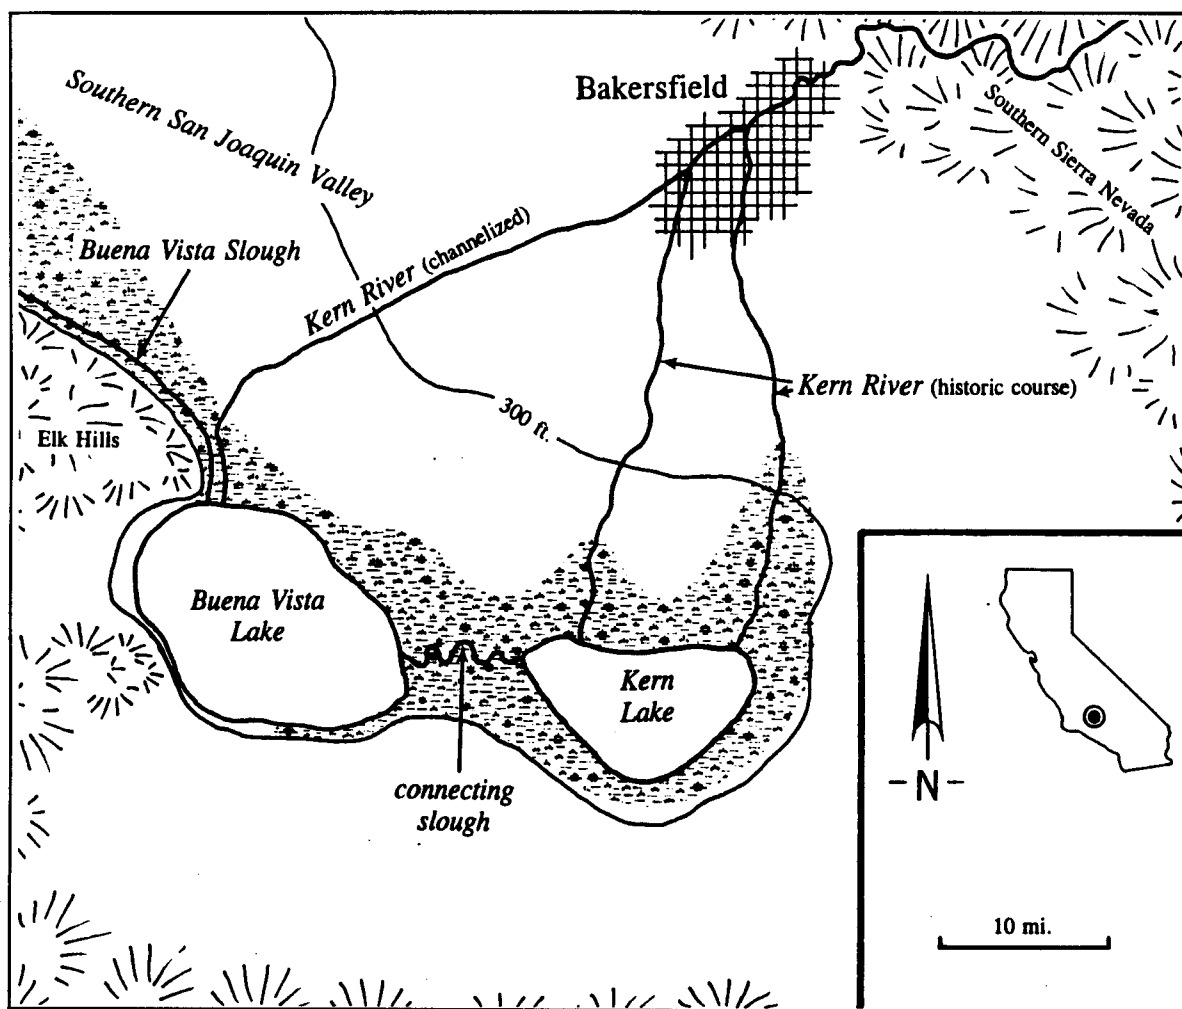 Bakersfield
Southern San Joaquin Valley
Southern Sierra Nevada
Buena Vista Slough
Kern River (channelized)
Kern River (historic course)
300 ft.
Elk Hills
Buena Vista
Lake
Kern
Lake
connecting
slough
- N -
10 mi.